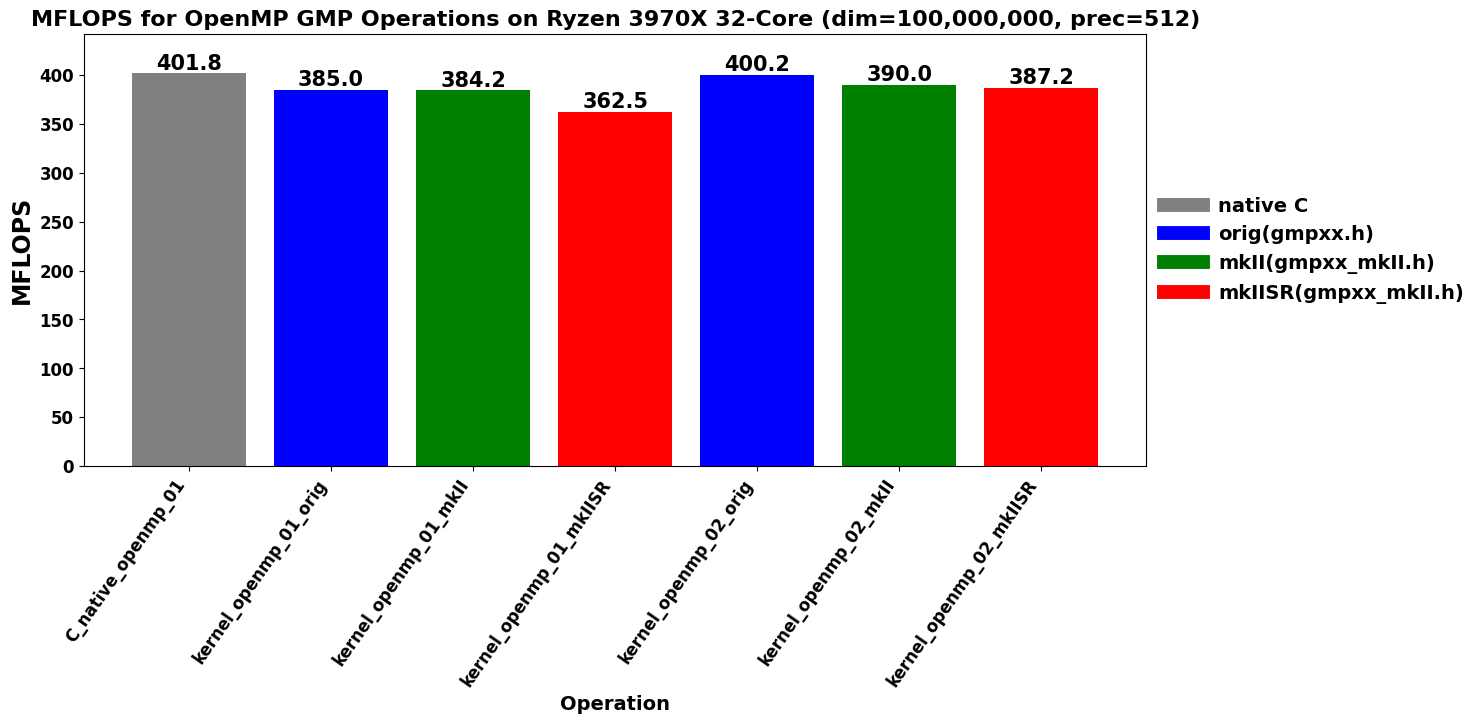 MFLOPS for OpenMP GMP Operations on Ryzen 3970X 32-Core (dim=100,000,000, prec=512)
MFLOPS
400
350
300
250
200
150
100
50
0
401.8
385.0
384.2
362.5
400.2
390.0
387.2
C_native_openmp_01
kernel_openmp_01_orig
kernel_openmp_01_mkII
kernel_openmp_01_mkIISR
kernel_openmp_02_orig
kernel_openmp_02_mkII
kernel_openmp_02_mkIISR
Operation
native C
orig(gmpxx.h)
mkII(gmpxx_mkII.h)
mkIISR(gmpxx_mkII.h)